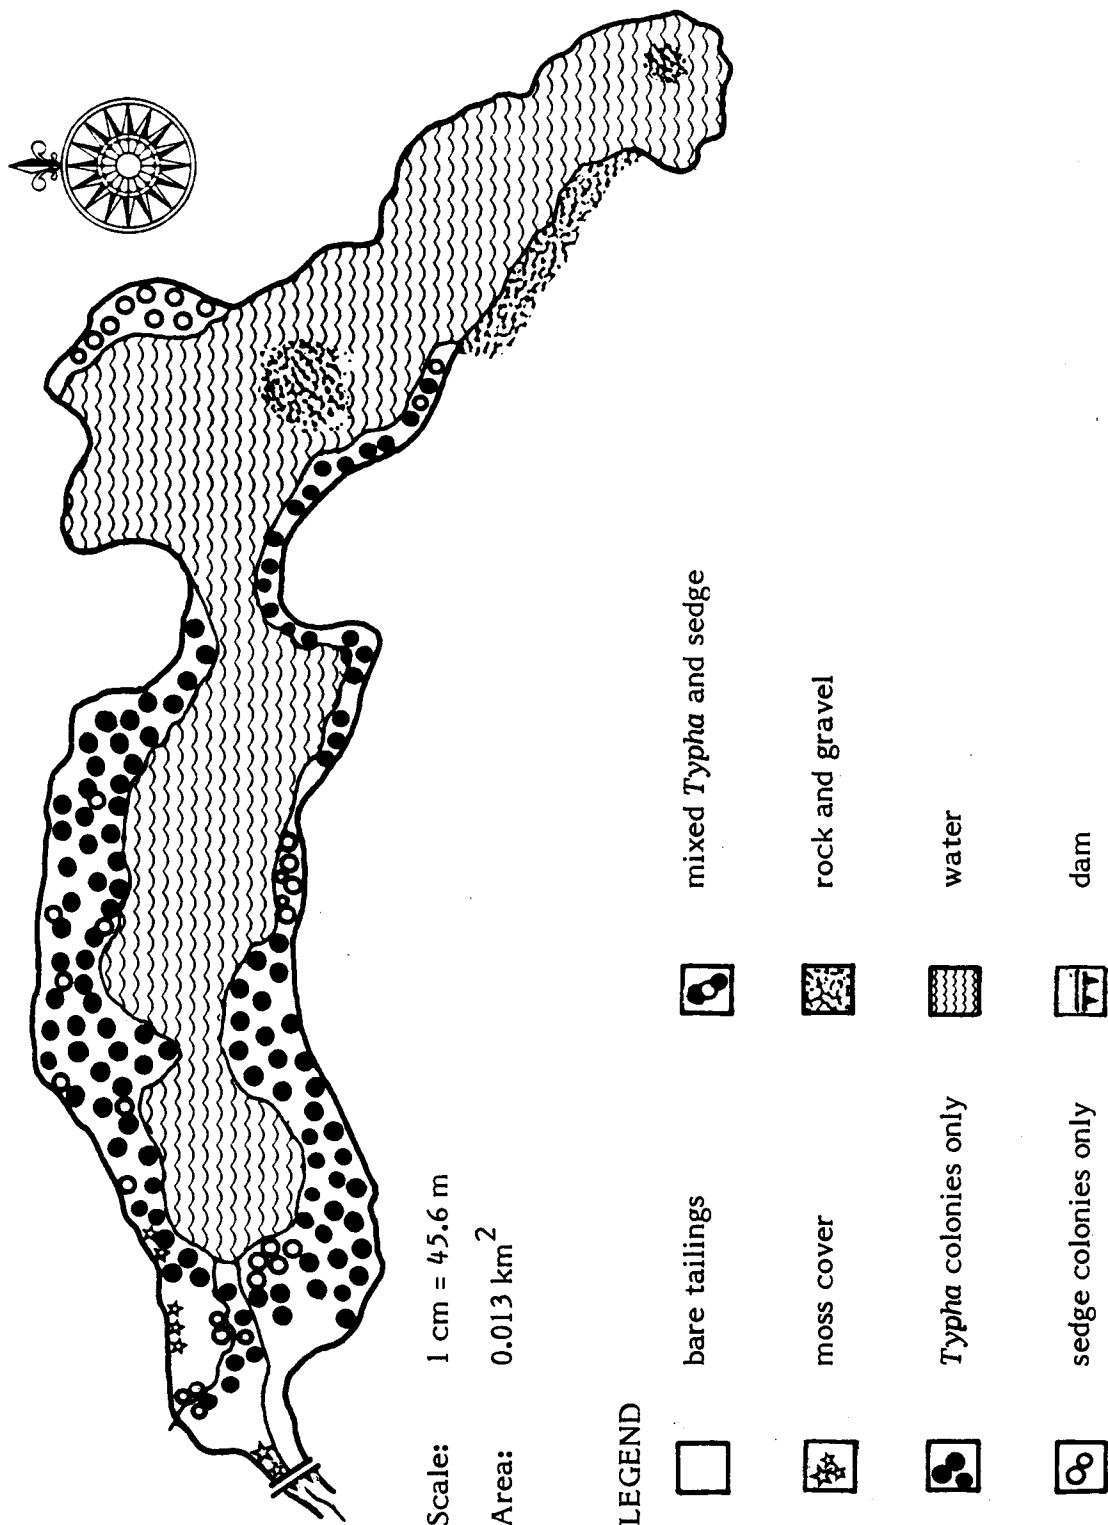 Scale: 1 cm = 45.6 m
Area: 0.013 km²
LEGEND
bare tailings
moss cover
Typha colonies only
sedge colonies only
mixed Typha and sedge
rock and gravel
water
dam